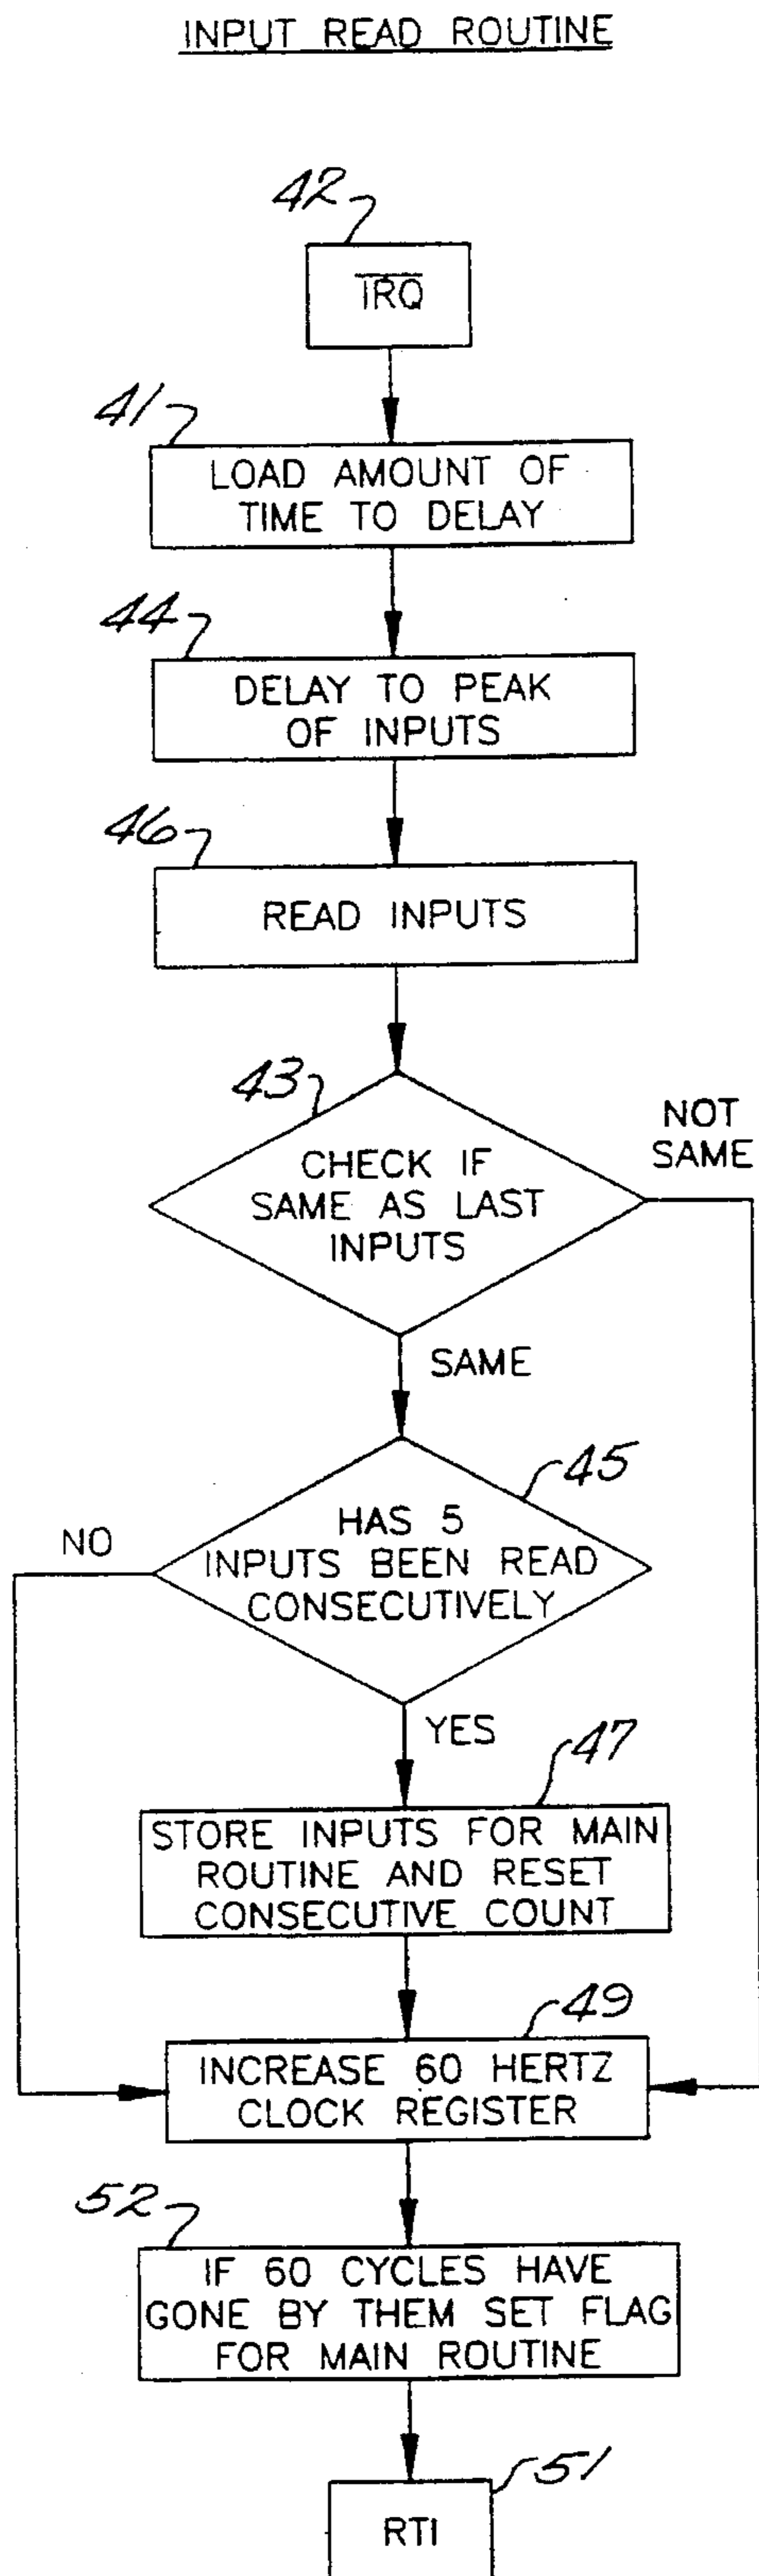 INPUT READ ROUTINE
42
IRQ
41
LOAD AMOUNT OF
TIME TO DELAY
44
DELAY TO PEAK
OF INPUTS
46
READ INPUTS
43
CHECK IF
SAME AS LAST
INPUTS
NOT
SAME
SAME
45
HAS 5
INPUTS BEEN READ
CONSECUTIVELY
NO
YES
47
STORE INPUTS FOR MAIN
ROUTINE AND RESET
CONSECUTIVE COUNT
49
INCREASE 60 HERTZ
CLOCK REGISTER
52
IF 60 CYCLES HAVE
GONE BY THEM SET FLAG
FOR MAIN ROUTINE
51
RTI